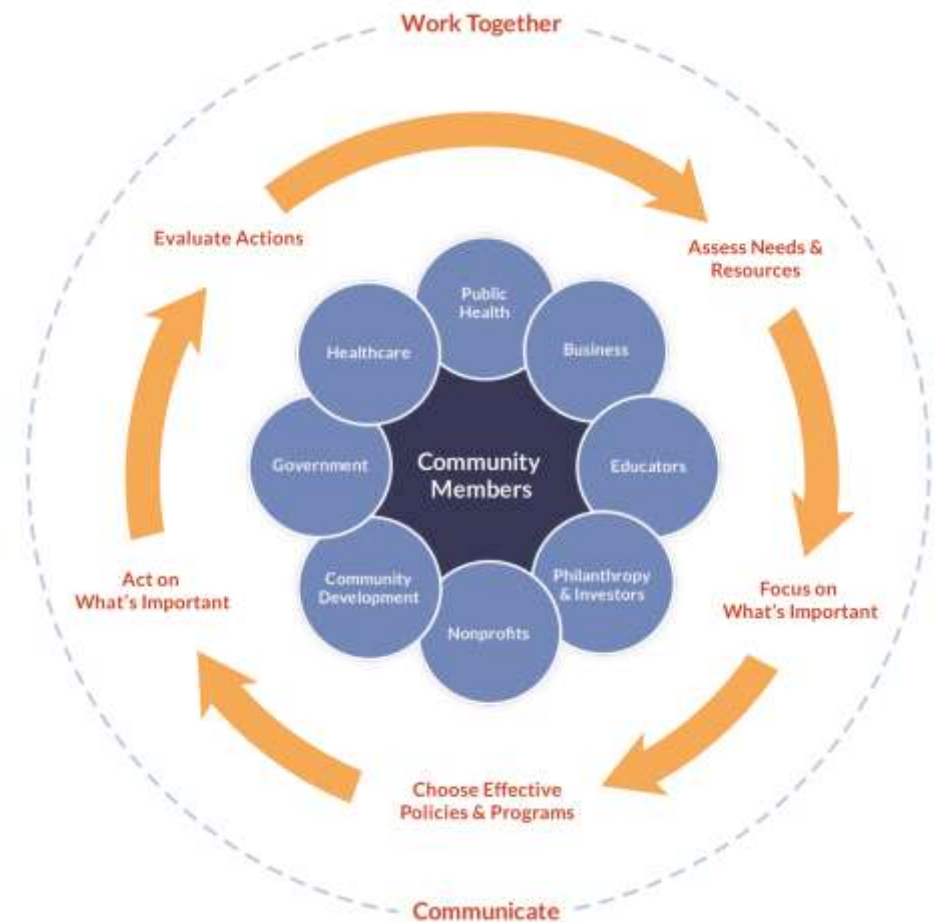 Work Together
Evaluate Actions
Assess Needs &
Resources
Public
Health
Healthcare
Business
Government
Community
Members
Educators
Community
Development
Philanthropy
& Investors
Nonprofits
Act on
What's Important
Focus on
What's Important
Choose Effective
Policies & Programs
Communicate